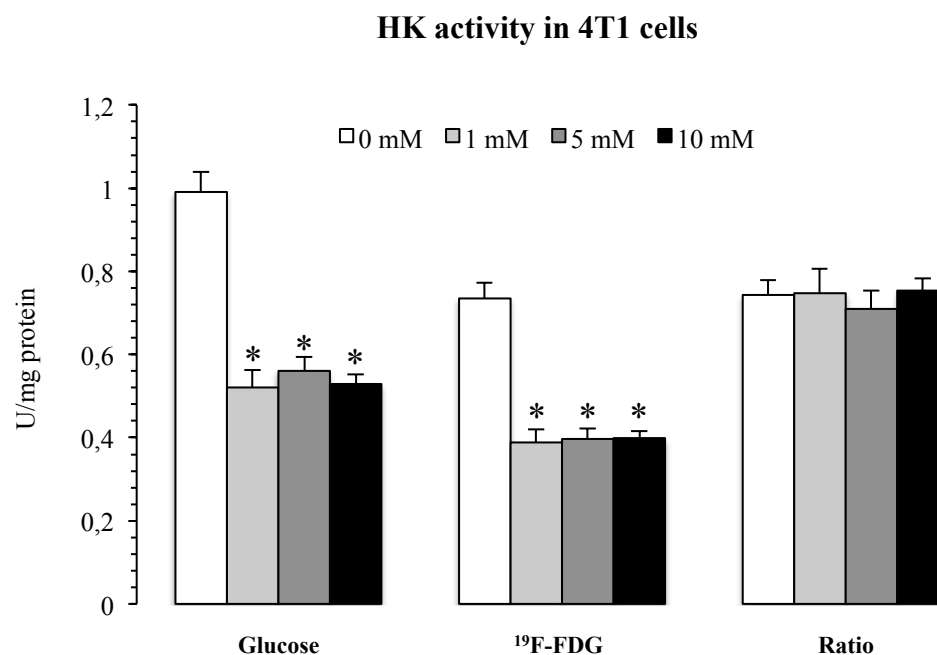 HK activity in 4T1 cells
1,2
0 mM 1 mM 5 mM 10 mM
1
0,8
0,6
0,4
0,2
0
U/mg protein
* * *
* * *
Glucose ¹⁹F-FDG Ratio